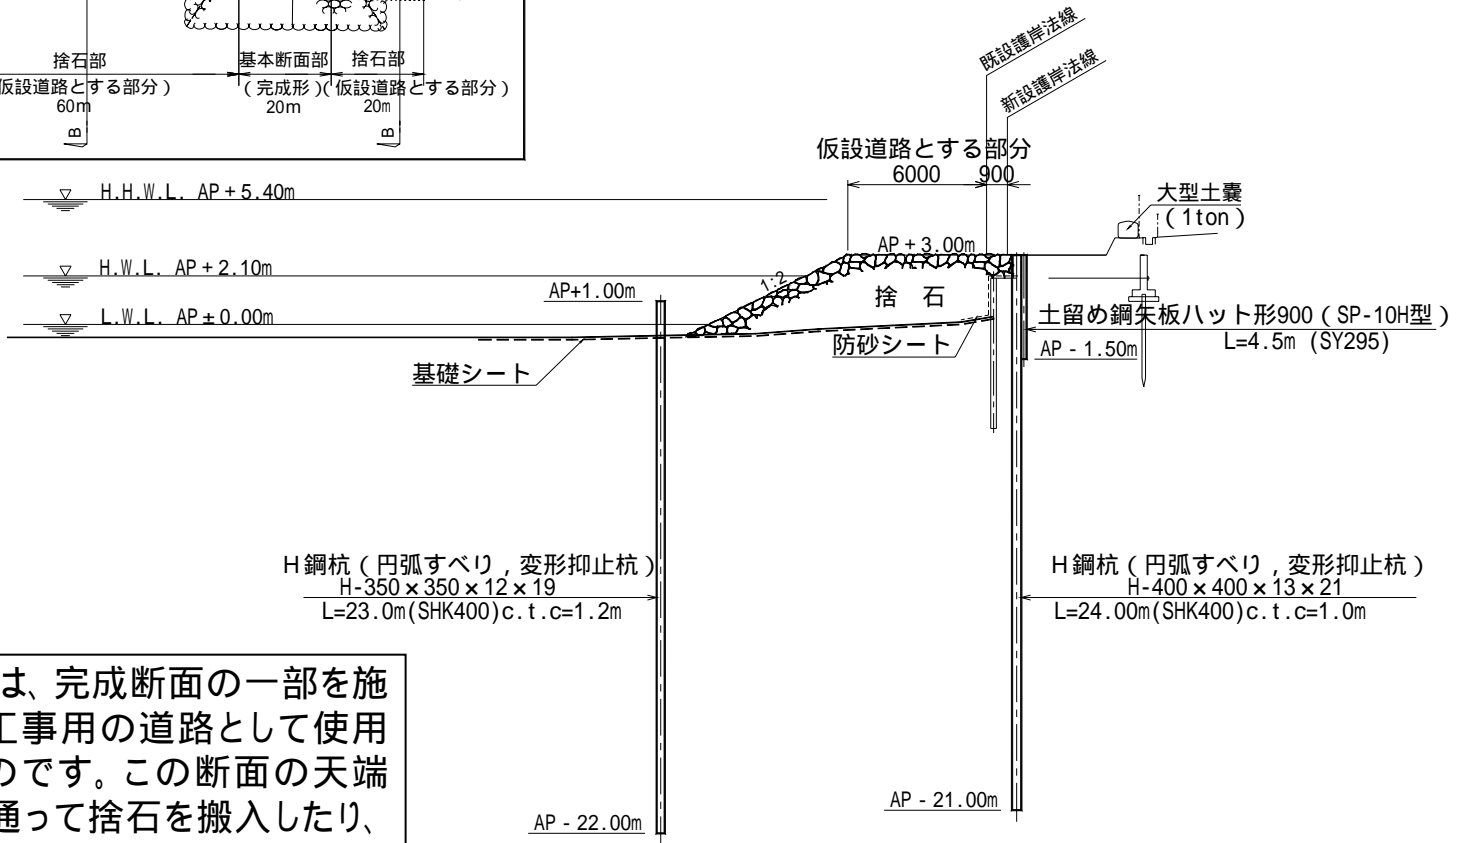 捨石部
基本断面部
捨石部
仮設道路とする部分）
（完成形）
（仮設道路とする部分）
60m
20m
20m
B
B
既設護岸法線
新設護岸法線
仮設道路とする部分
6000
900
H.H.W.L. AP+5.40m
大型土嚢
（1ton）
AP+3.00m
H.W.L. AP+2.10m
1:2
AP+1.00m
捨 石
L.W.L. AP±0.00m
土留め鋼矢板ハット形900（SP-10H型）
L=4.5m (SY295)
防砂シート
AP-1.50m
基礎シート
H鋼杭（円弧すべり，変形抑止杭）
H-350×350×12×19
L=23.0m(SHK400)c.t.c=1.2m
H鋼杭（円弧すべり，変形抑止杭）
H-400×400×13×21
L=24.00m(SHK400)c.t.c=1.0m
は、完成断面の一部を施
工事用の道路として使用
のです。この断面の天端
通って捨石を搬入したり、
AP-21.00m
AP-22.00m